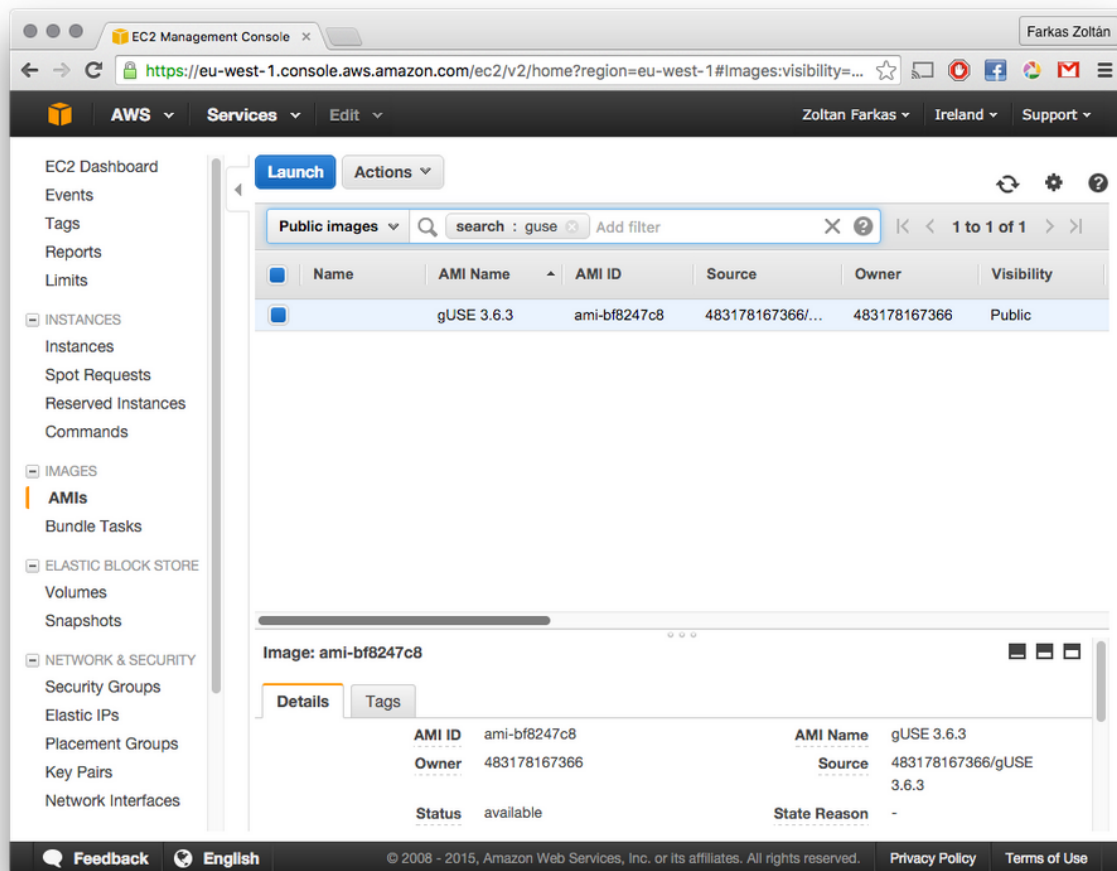 EC2 Management Console
Farkas Zoltán
https://eu-west-1.console.aws.amazon.com/ec2/v2/home?region=eu-west-1#Images:visibility=...
AWS Services Edit Zoltan Farkas Ireland Support
EC2 Dashboard
Events
Tags
Reports
Limits
INSTANCES
Instances
Spot Requests
Reserved Instances
Commands
IMAGES
AMIs
Bundle Tasks
ELASTIC BLOCK STORE
Volumes
Snapshots
NETWORK & SECURITY
Security Groups
Elastic IPs
Placement Groups
Key Pairs
Network Interfaces
Launch Actions
Public images search : guse Add filter 1 to 1 of 1
Name AMI Name AMI ID Source Owner Visibility
gUSE 3.6.3 ami-bf8247c8 483178167366/... 483178167366 Public
Image: ami-bf8247c8
Details Tags
AMI ID ami-bf8247c8 AMI Name gUSE 3.6.3
Owner 483178167366 Source 483178167366/gUSE
3.6.3
Status available State Reason -
Feedback English © 2008 - 2015, Amazon Web Services, Inc. or its affiliates. All rights reserved. Privacy Policy Terms of Use